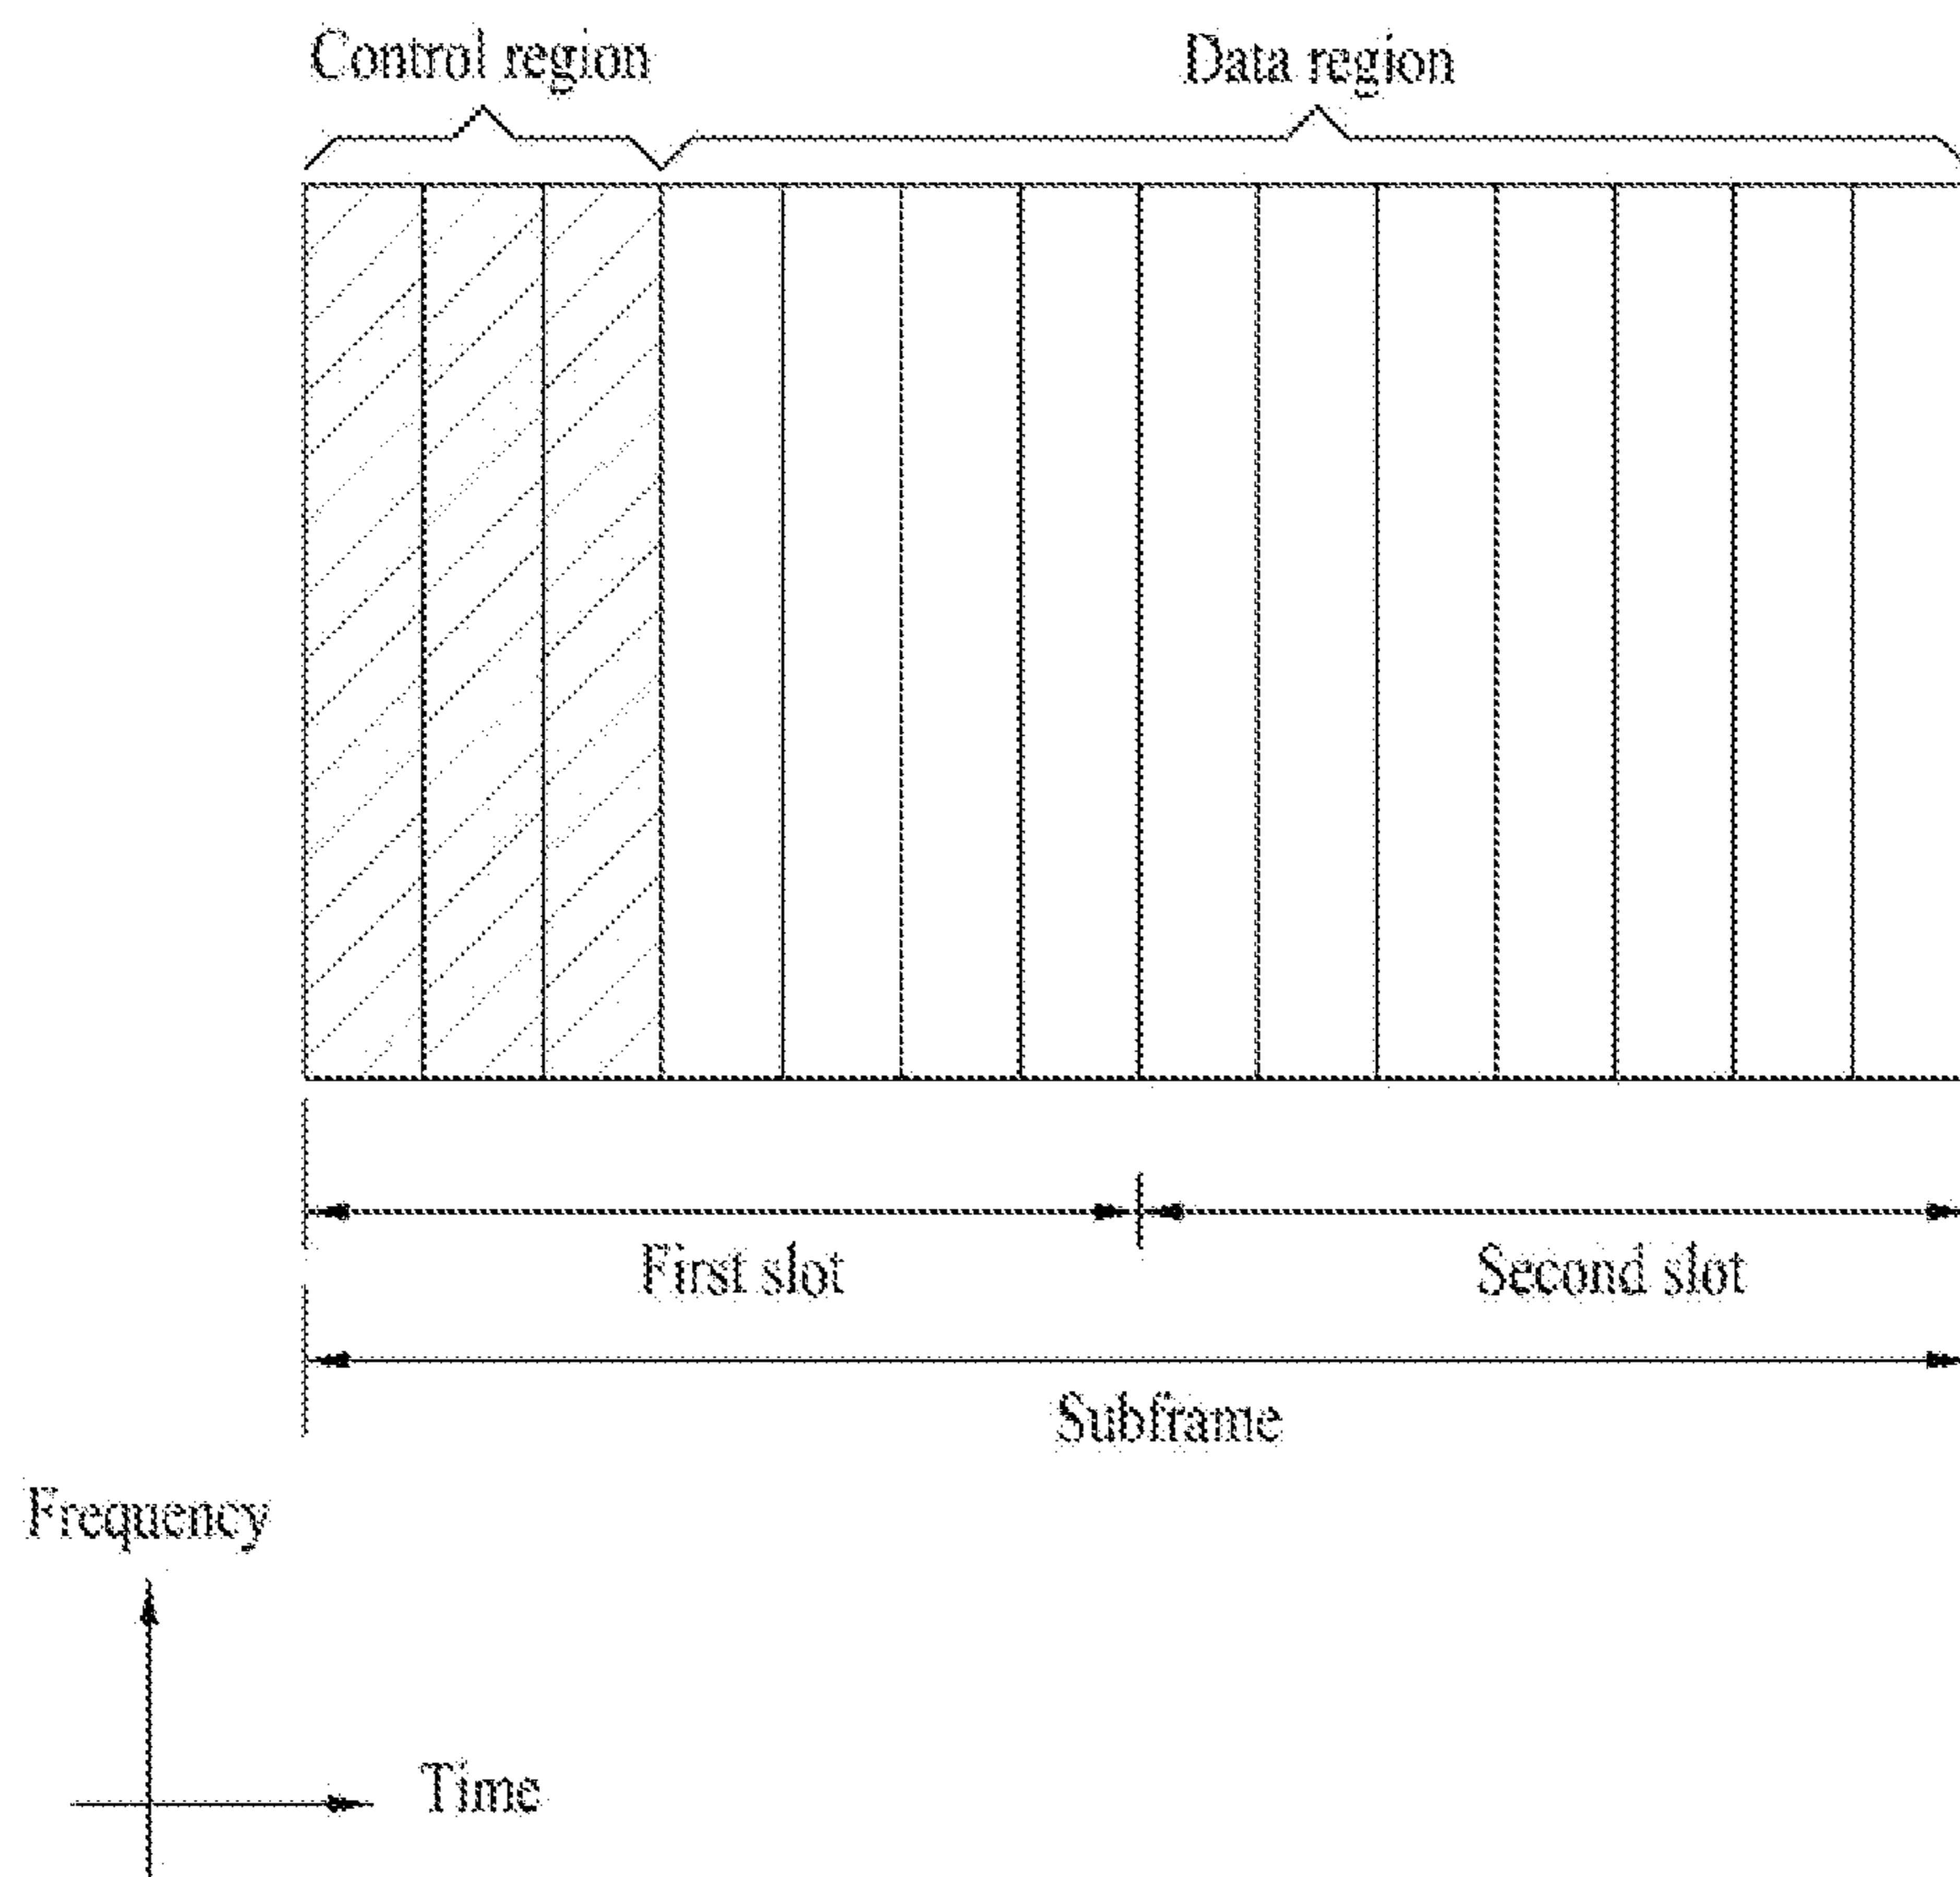 Control region
Data region
First slot
Second slot
Subframe
Frequency
Time